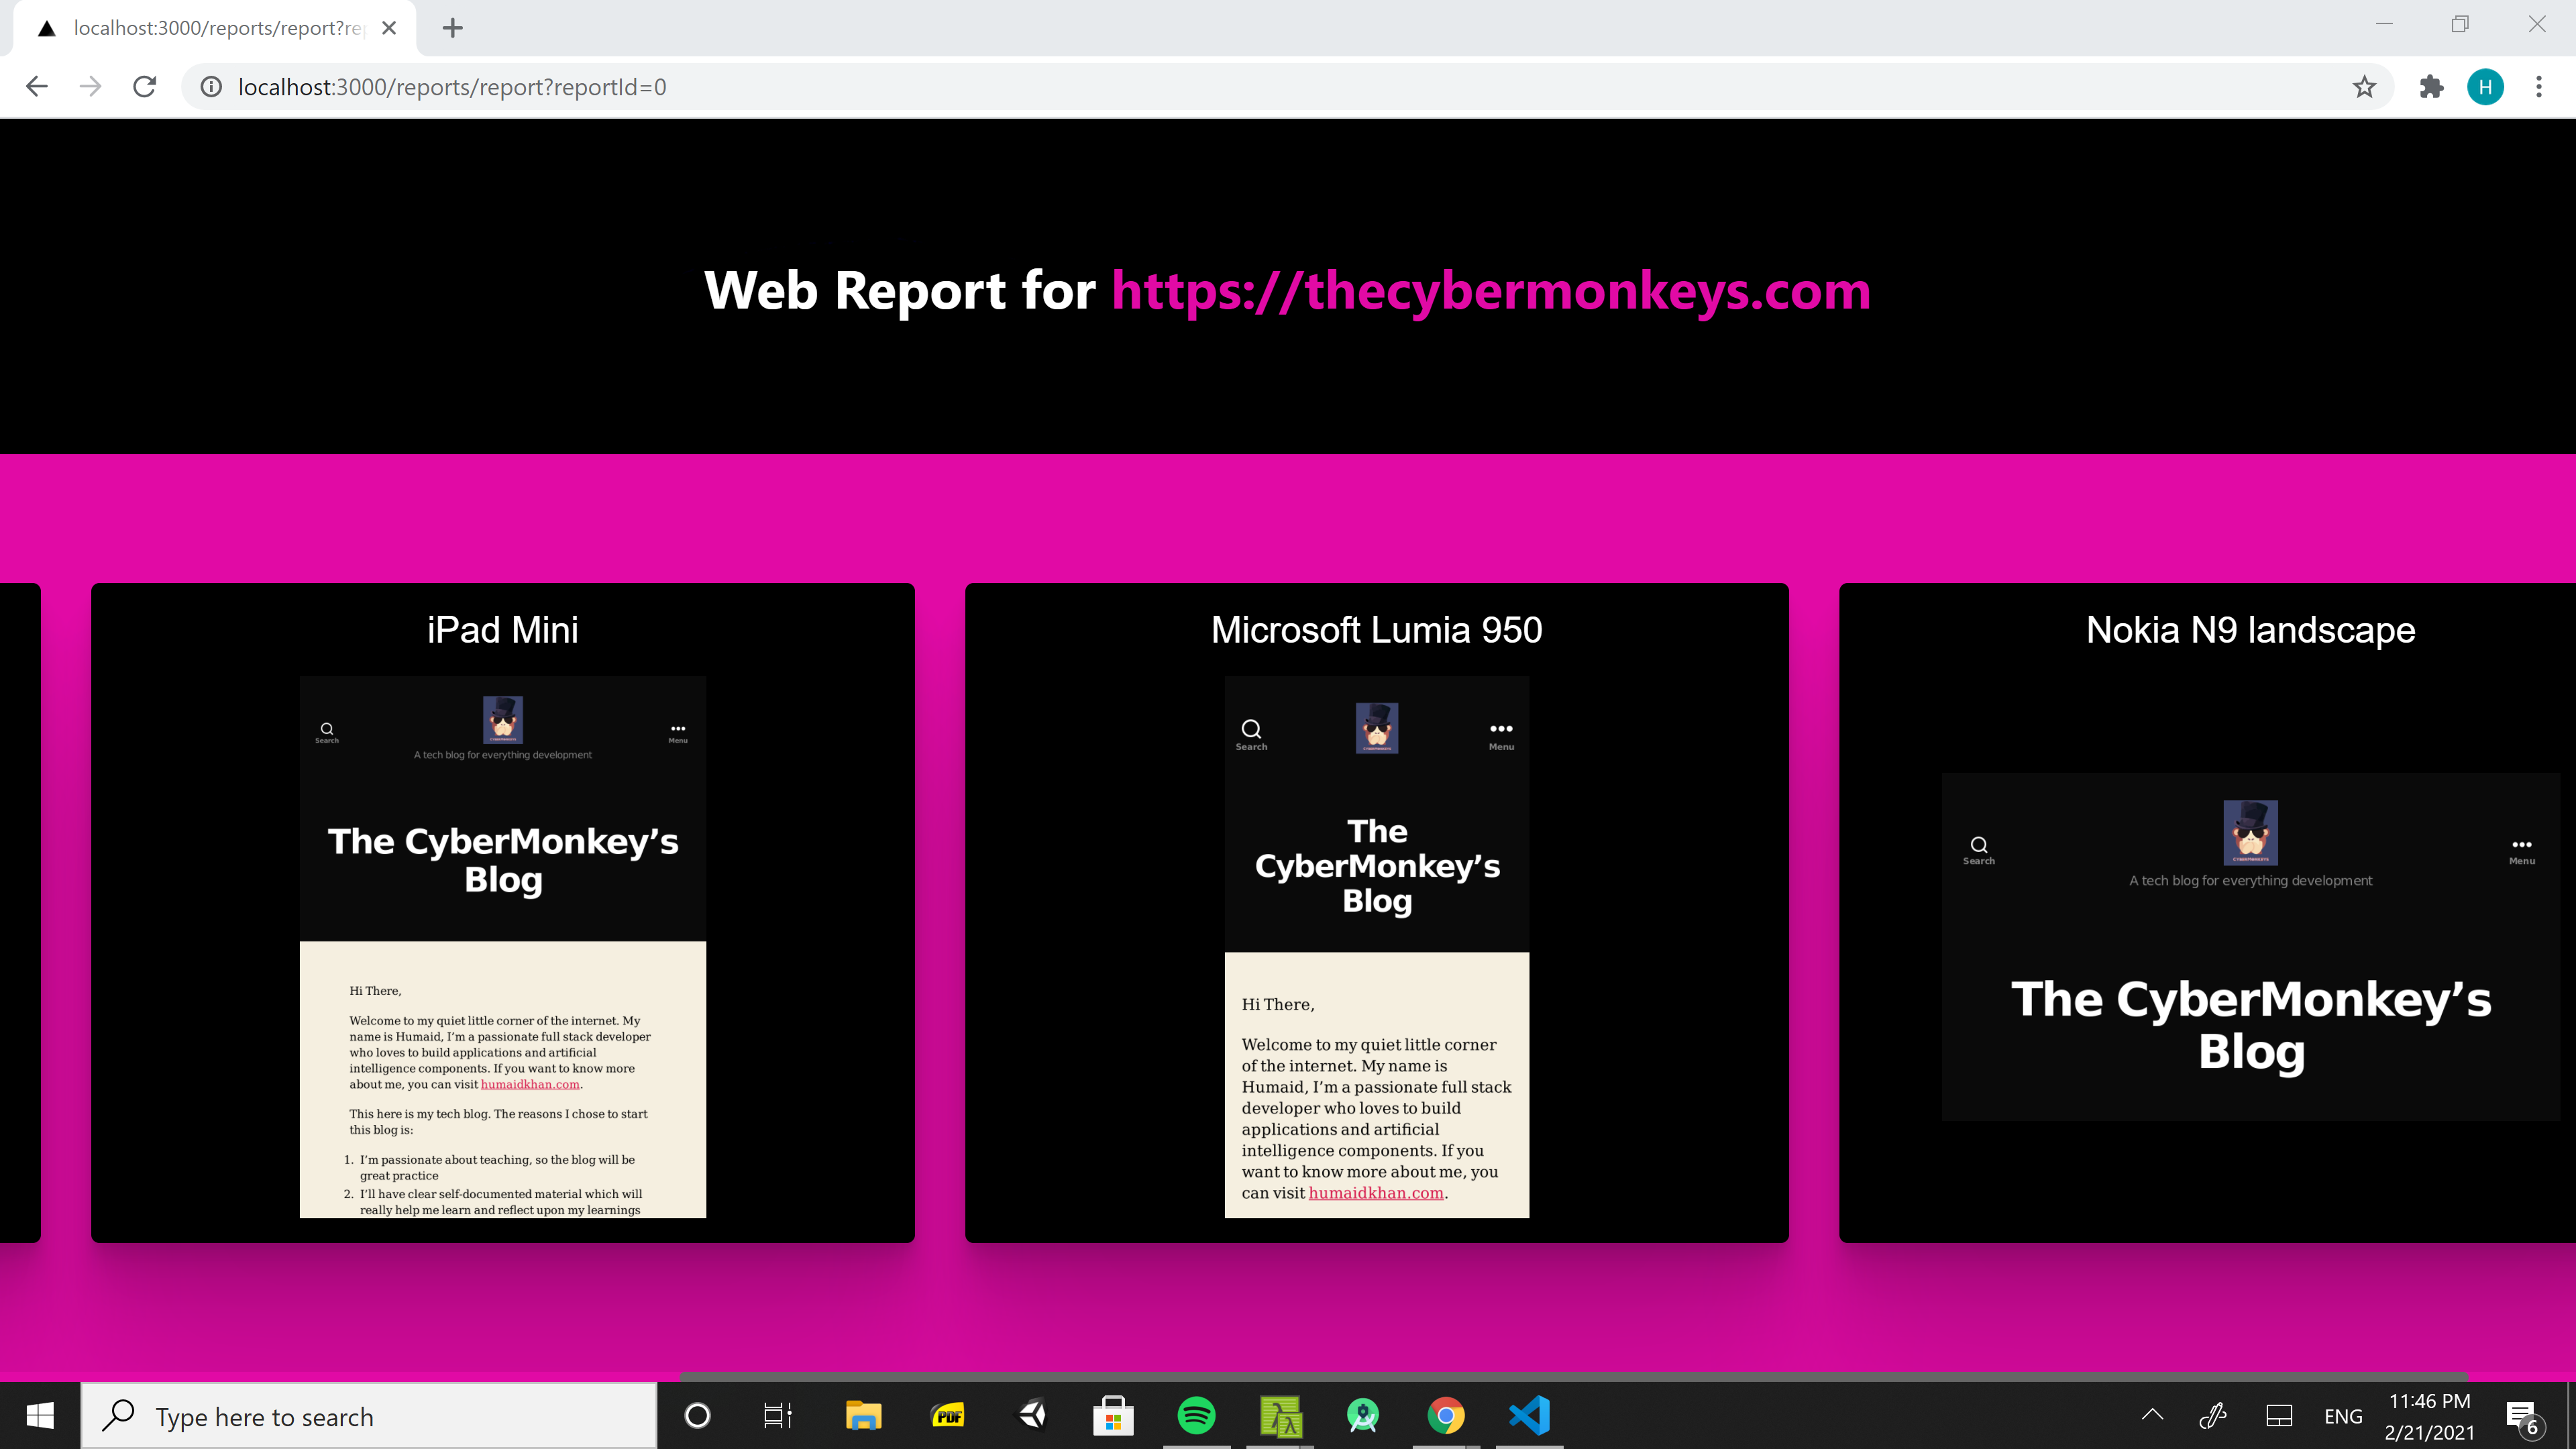 localhost:3000/reports/report?rep
localhost:3000/reports/report?reportId=0
H
Web Report for https://thecybermonkeys.com
iPad Mini
Search
Menu
A tech blog for everything development
The CyberMonkey’s
Blog
Hi There,
Welcome to my quiet little corner of the internet. My
name is Humaid, I’m a passionate full stack developer
who loves to build applications and artificial
intelligence components. If you want to know more
about me, you can visit humaidkhan.com.
This here is my tech blog. The reasons I chose to start
this blog is:
1. I’m passionate about teaching, so the blog will be
great practice
2. I’ll have clear self-documented material which will
really help me learn and reflect upon my learnings
Microsoft Lumia 950
Search
Menu
The
CyberMonkey’s
Blog
Hi There,
Welcome to my quiet little corner
of the internet. My name is
Humaid, I’m a passionate full stack
developer who loves to build
applications and artificial
intelligence components. If you
want to know more about me, you
can visit humaidkhan.com.
Nokia N9 landscape
Search
CYBERMONKEYS
Menu
A tech blog for everything development
The CyberMonkey’s
Blog
Type here to search
PDF
ENG
11:46 PM
2/21/2021
6